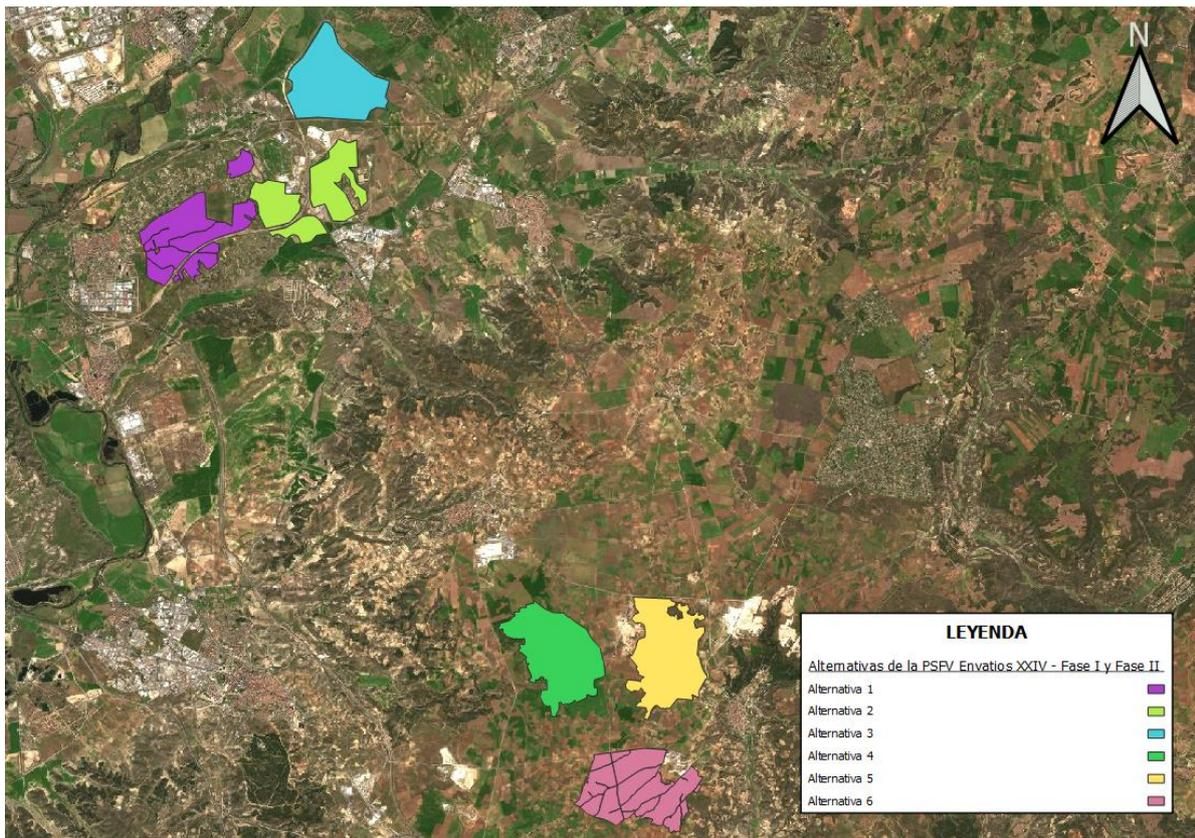 N
LEYENDA
Alternativas de la PSFV Envatios XXIV - Fase I y Fase II
Alternativa 1
Alternativa 2
Alternativa 3
Alternativa 4
Alternativa 5
Alternativa 6